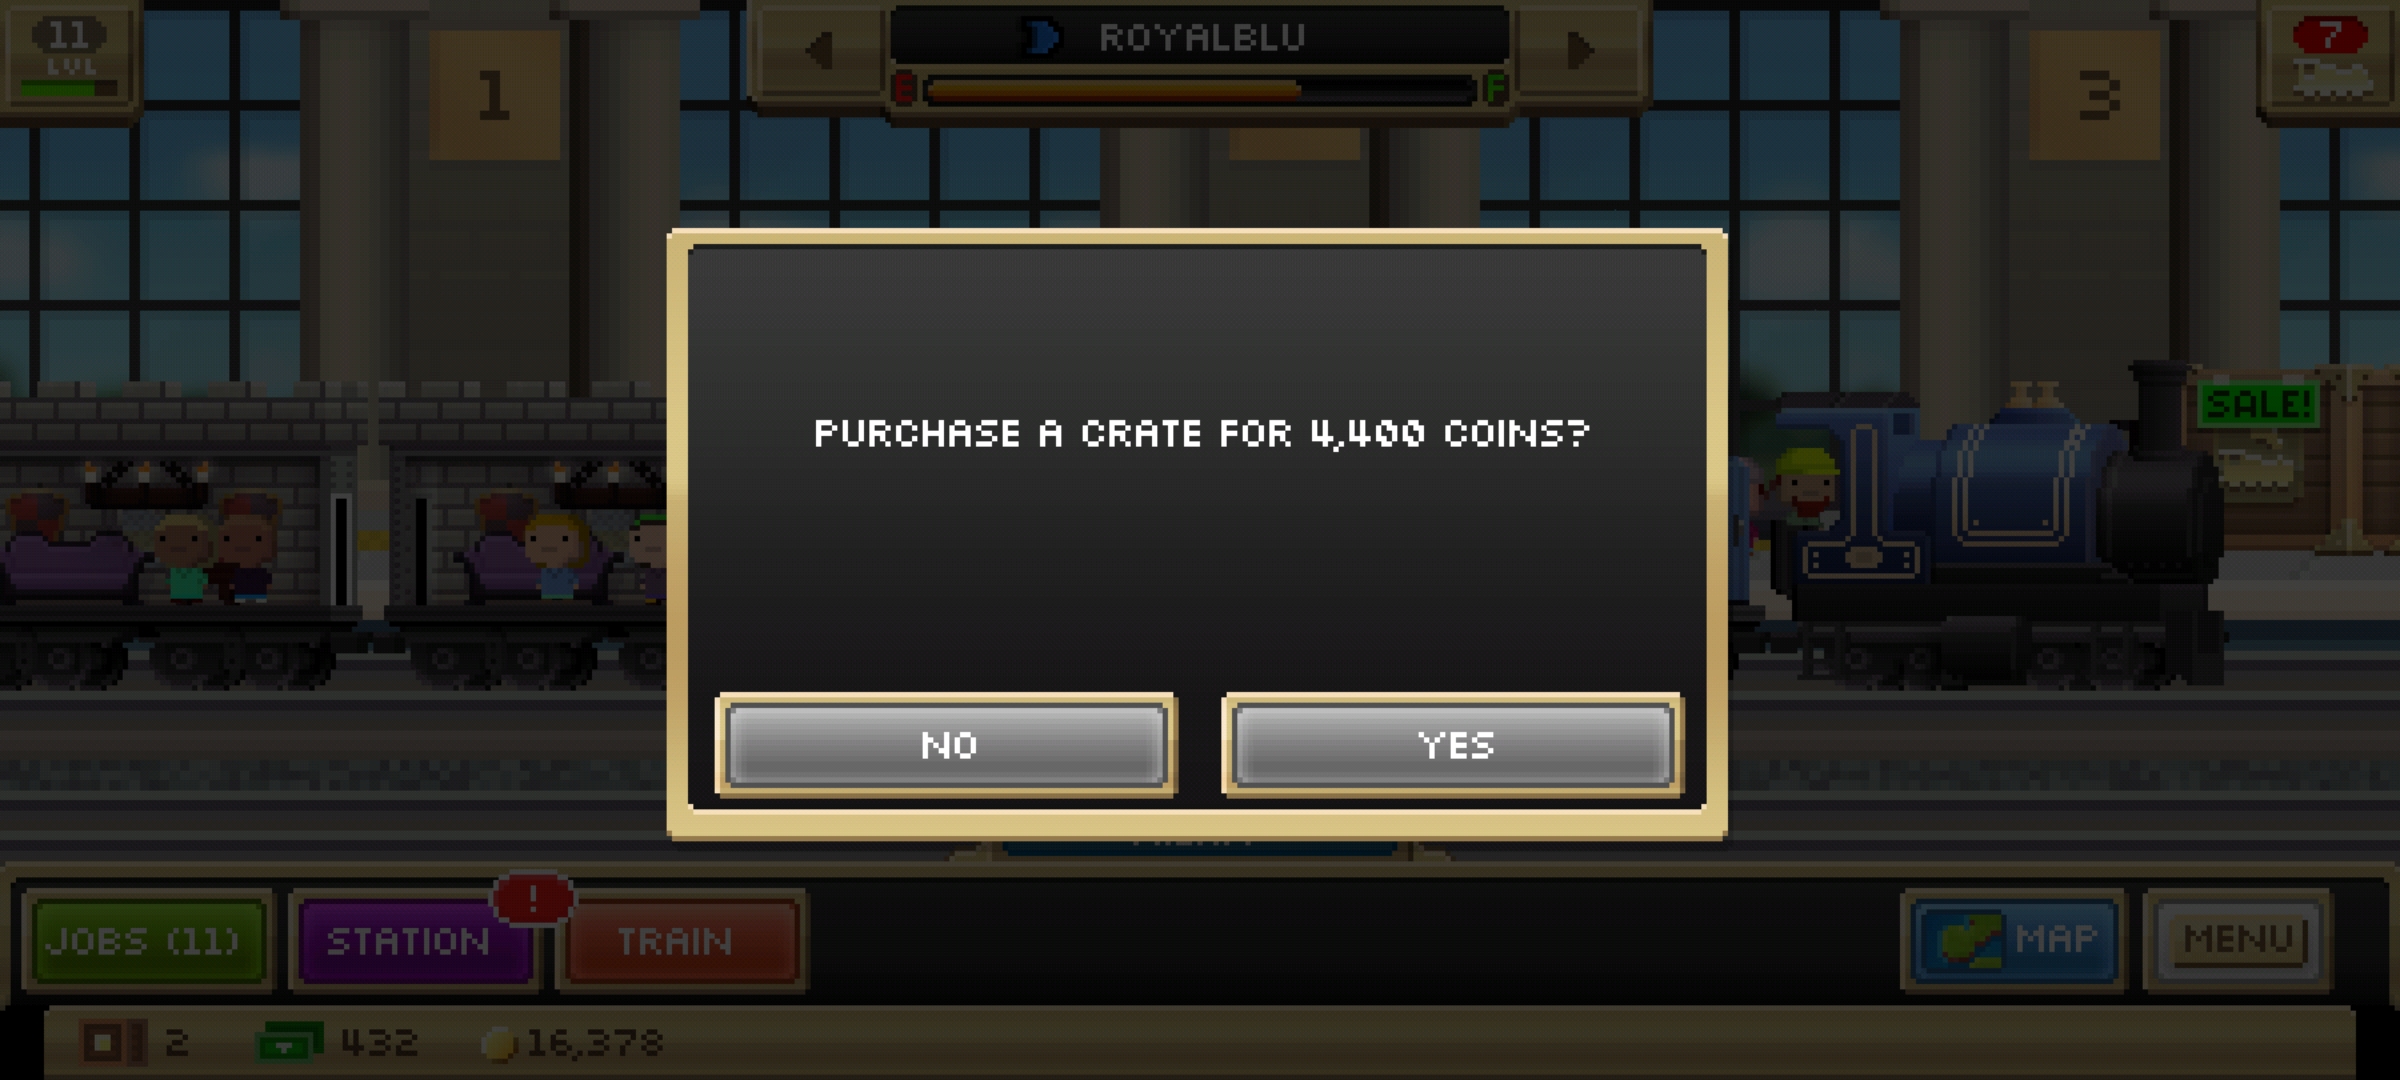 11
LVL
1
ROYALBLU
E
F
7
3
SALE!
PURCHASE A CRATE FOR 4,400 COINS?
NO
YES
JOBS (11)
STATION
!
TRAIN
MAP
MENU
2
432
16,378